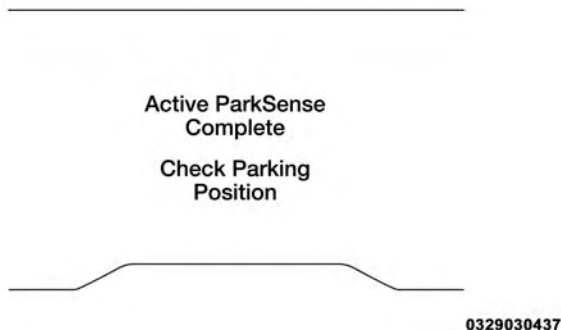 Active ParkSense
Complete
Check Parking
Position
0329030437